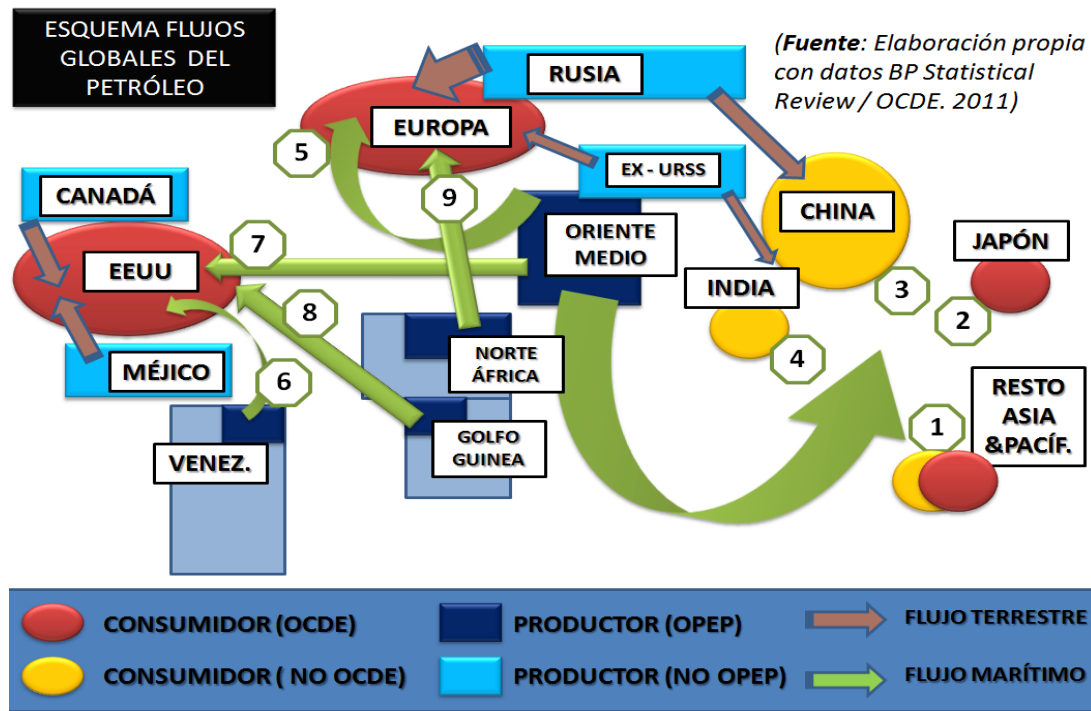 ESQUEMA FLUJOS
GLOBALES DEL
PETRÓLEO
(Fuente: Elaboración propia
con datos BP Statistical
Review / OCDE. 2011)
RUSIA
EUROPA
5
EX - URSS
9
CANADÁ
CHINA
ORIENTE
MEDIO
JAPÓN
7
EEUU
INDIA
3
2
8
4
NORTE
ÁFRICA
MÉJICO
6
RESTO
ASIA
&PACÍF.
1
GOLFO
GUINEA
VENEZ.
CONSUMIDOR (OCDE)
PRODUCTOR (OPEP)
FLUJO TERRESTRE
CONSUMIDOR ( NO OCDE)
PRODUCTOR (NO OPEP)
FLUJO MARÍTIMO